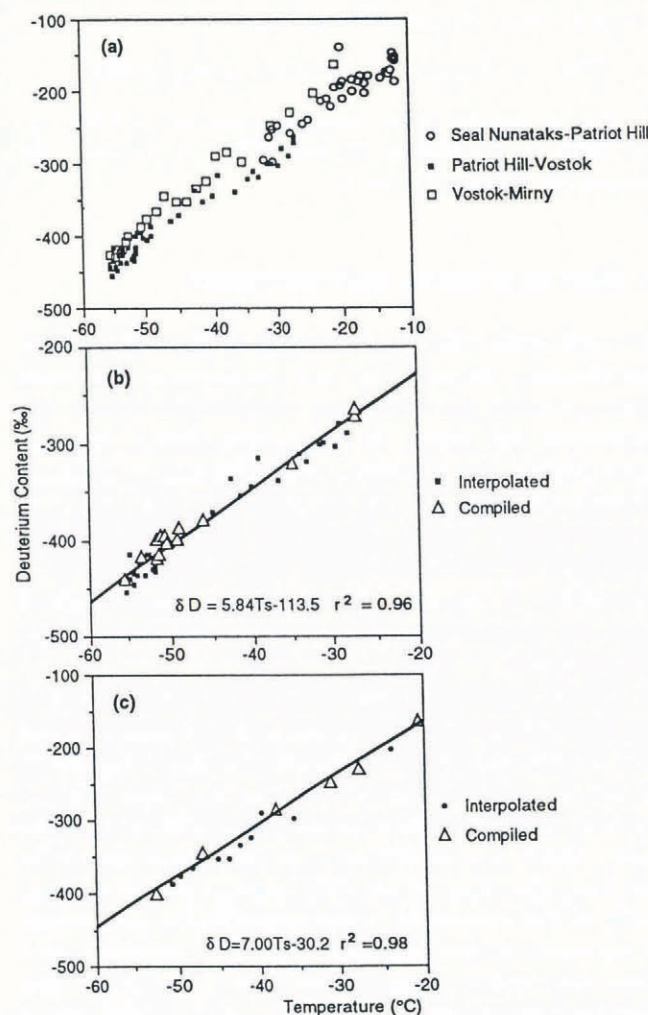 -100
(a)
-200
-300
-400
-500
-60 -50 -40 -30 -20 -10
Seal Nunataks-Patriot Hill
Patriot Hill-Vostok
Vostok-Mirny
-200
(b)
-300
-400
-500
-60 -50 -40 -30 -20
δ D = 5.84Ts-113.5 r² = 0.96
Interpolated
Compiled
Deuterium Content (‰)
-100
(c)
-200
-300
-400
-500
-60 -50 -40 -30 -20
δ D=7.00Ts-30.2 r² =0.98
Interpolated
Compiled
Temperature (°C)